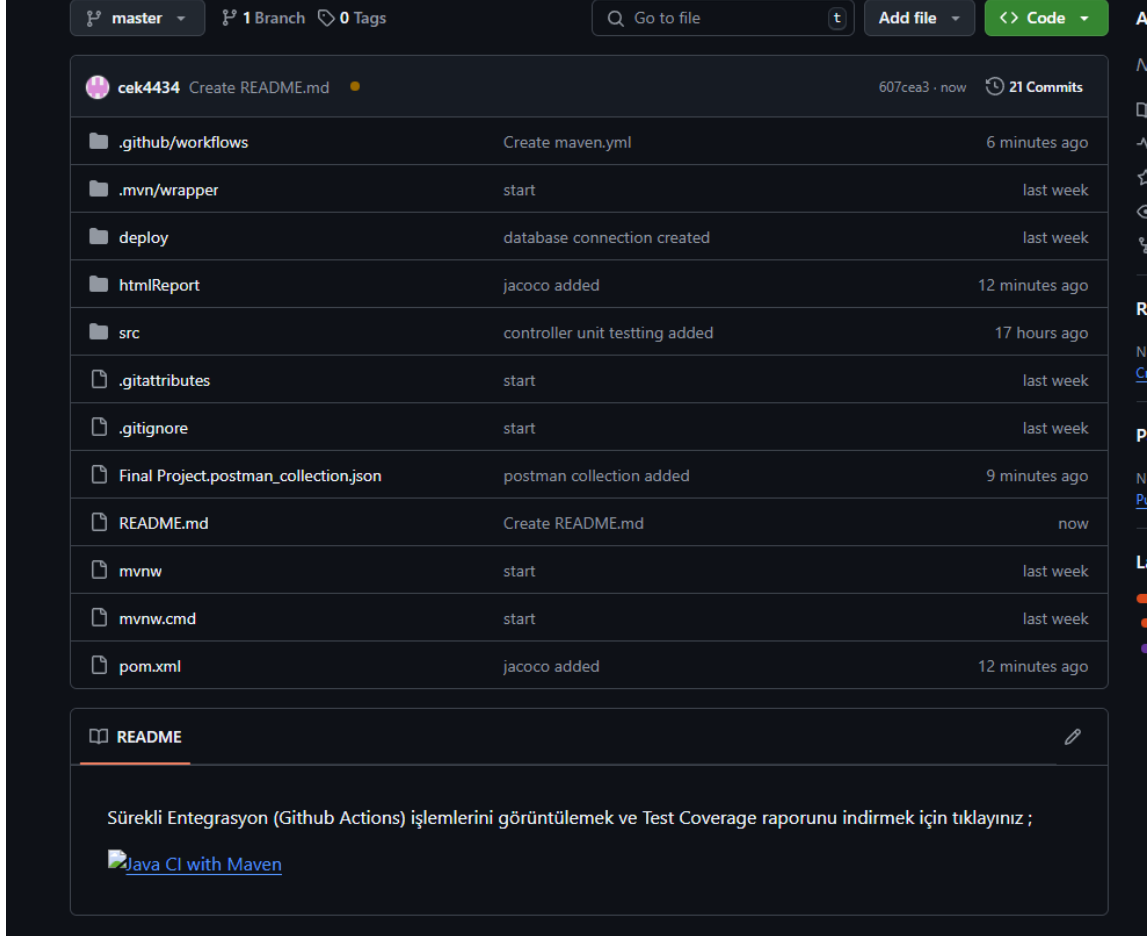 master 1 Branch 0 Tags Go to file t Add file Code
cek4434 Create README.md 607cea3 · now 21 Commits
.github/workflows Create maven.yml 6 minutes ago
.mvn/wrapper start last week
deploy database connection created last week
htmlReport jacoco added 12 minutes ago
src controller unit testting added 17 hours ago
.gitattributes start last week
.gitignore start last week
Final Project.postman_collection.json postman collection added 9 minutes ago
README.md Create README.md now
mvnw start last week
mvnw.cmd start last week
pom.xml jacoco added 12 minutes ago
README
Sürekli Entegrasyon (Github Actions) işlemlerini görüntülemek ve Test Coverage raporunu indirmek için tıklayınız ;
Java CI with Maven